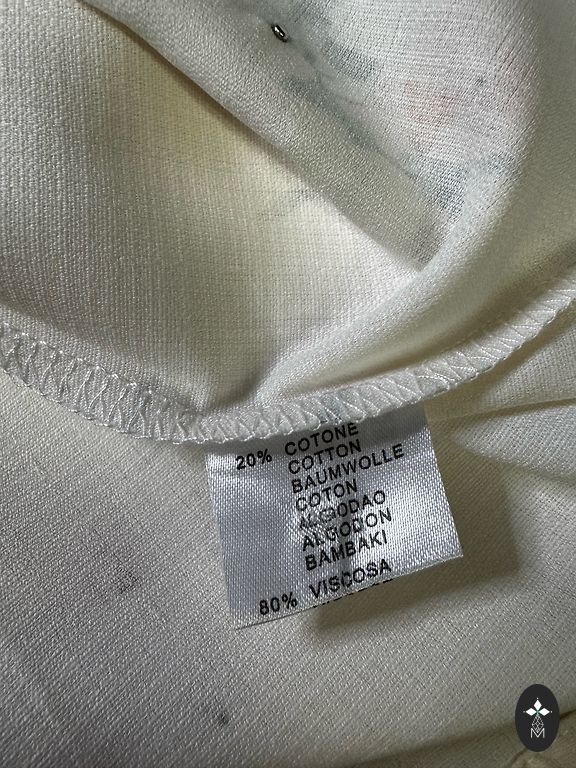 20% COTONE
COTTON
BAUMWOLLE
COTON
ALGODAO
ALGODON
BAMBAKI
80% VISCOSA
M